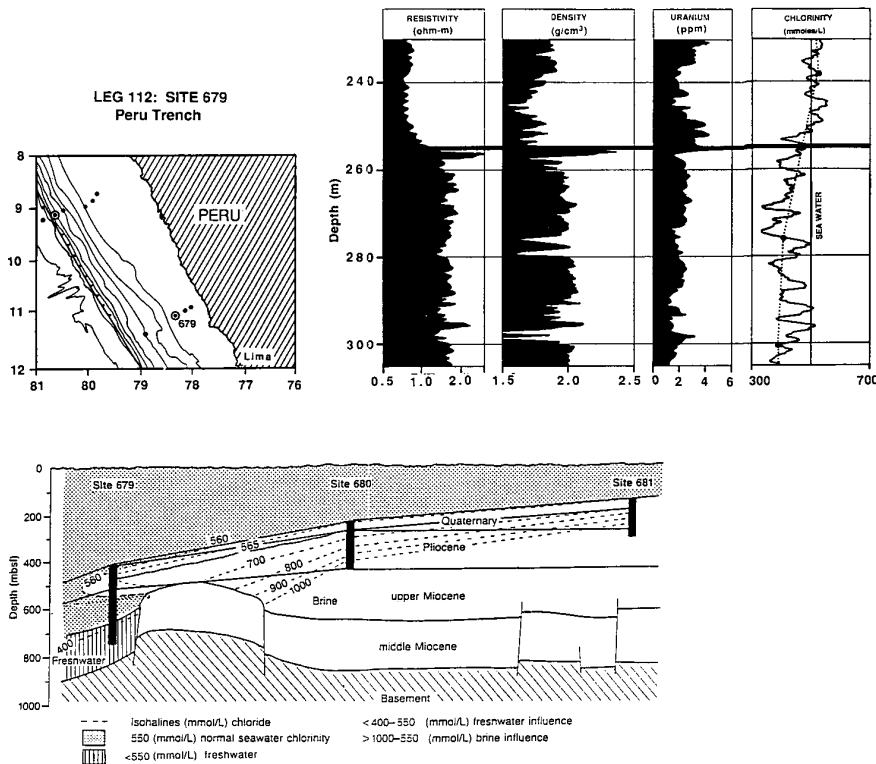 LEG 112: SITE 679
Peru Trench
8
9
10
11
12
81 80 79 78 77 76
PERU
679
Lima
RESISTIVITY
(ohm-m)
DENSITY
(g/cm³)
URANIUM
(ppm)
CHLORINITY
(mmoles/L)
Depth (m)
240
260
280
300
SEA WATER
0.5 1.0 2.0
1.5 2.0 2.5
0 2 4 6
300 700
Depth (mbsl)
0
200
400
600
800
1000
Site 679
Site 680
Site 681
560
565
560
700
800
900
1000
400
Quaternary
Pliocene
Brine
upper Miocene
middle Miocene
Freshwater
Basement
Isohalines (mmol/L) chloride
550 (mmol/L) normal seawater chlorinity
<550 (mmol/L) freshwater
<400–550 (mmol/L) freshwater influence
>1000–550 (mmol/L) brine influence